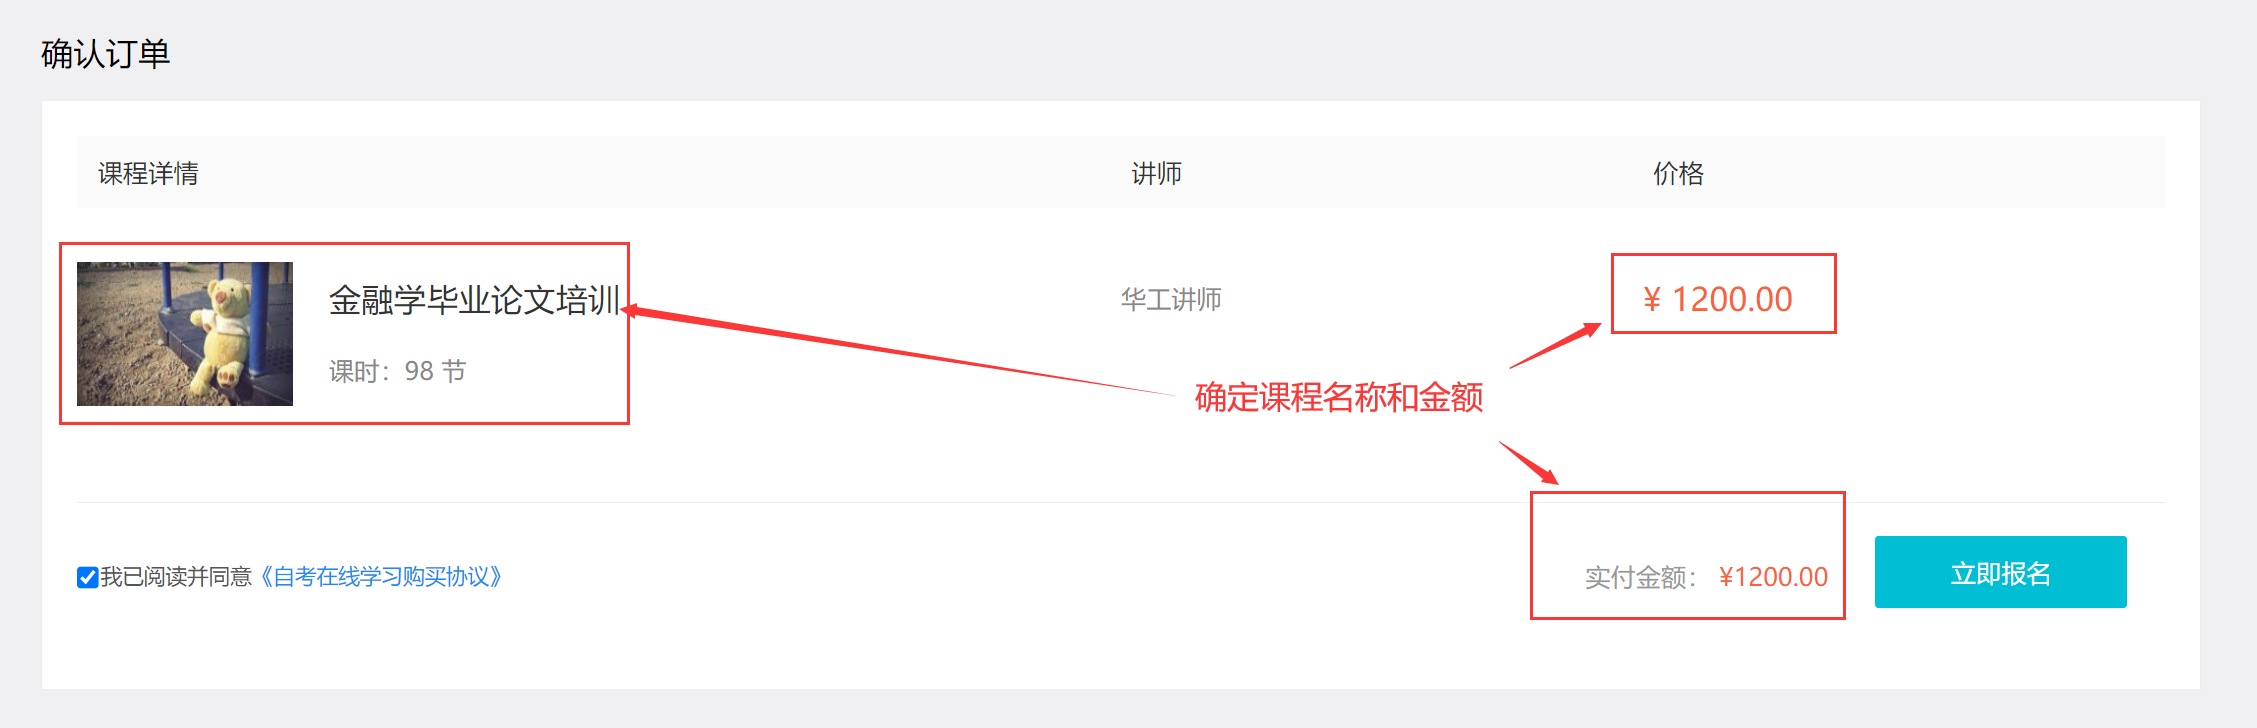 确认订单
课程详情 讲师 价格
金融学毕业论文培训 华工讲师 ¥ 1200.00
课时：98 节
确定课程名称和金额
我已阅读并同意《自考在线学习购买协议》 实付金额： ¥1200.00 立即报名